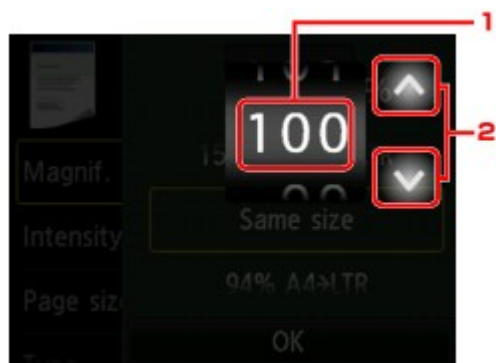 1
100
2
Magnif.
Same size
Intensity
94% A4→LTR
Page siz
OK